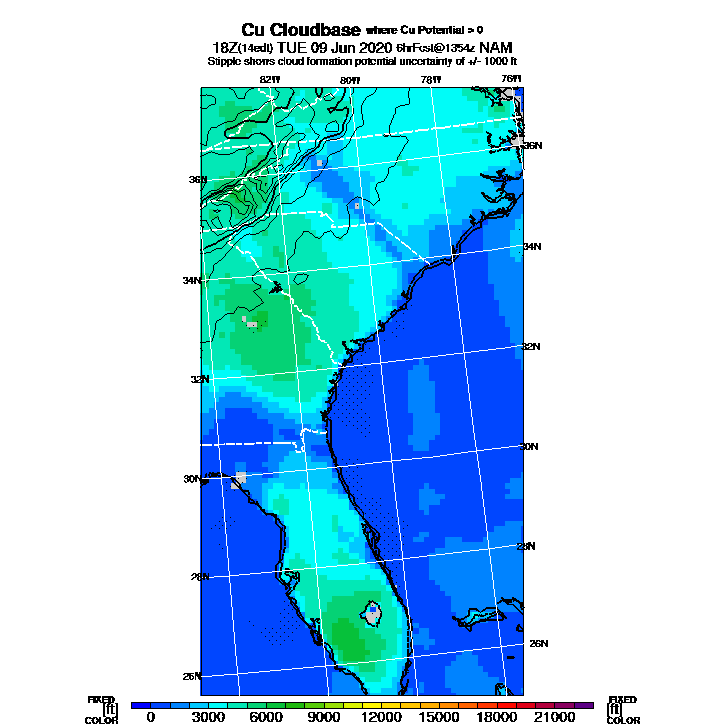 Cu Cloudbase where Cu Potential > 0
18Z(14edt) TUE 09 Jun 2020 6hrFcst@1354z NAM
Stipple shows cloud formation potential uncertainty of +/- 1000 ft
82W 80W 78W 76W
36N
36N
34N
34N
32N
32N
30N
30N
28N
28N
26N
26N
FIXED [ft] COLOR
0 3000 6000 9000 12000 15000 18000 21000
FIXED [ft] COLOR